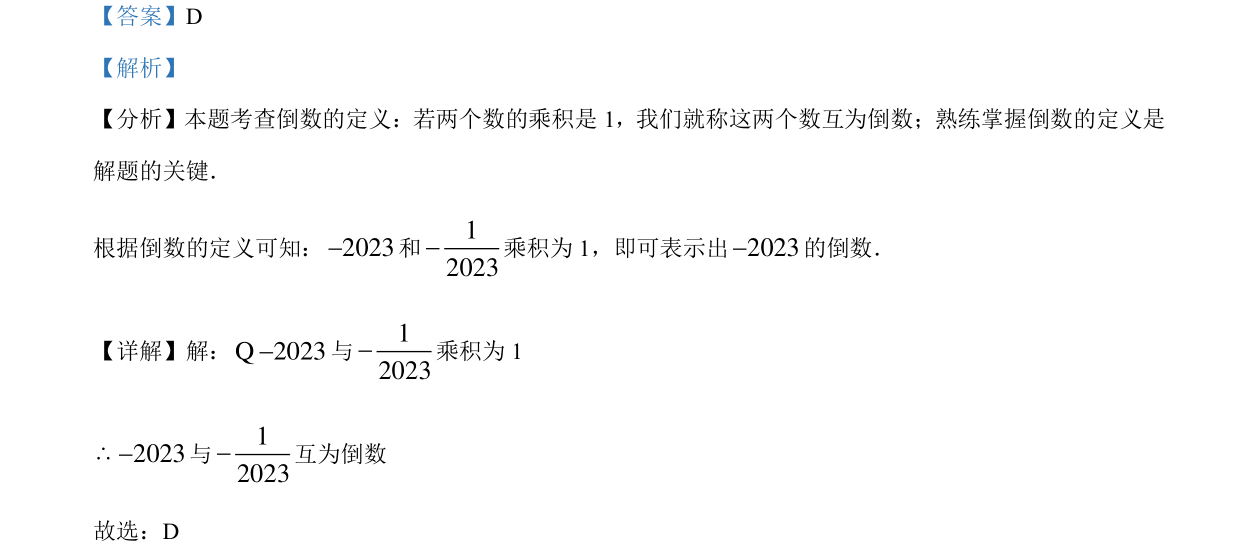 【答案】D
【解析】
【分析】本题考查倒数的定义：若两个数的乘积是 1，我们就称这两个数互为倒数；熟练掌握倒数的定义是
解题的关键．
根据倒数的定义可知：−2023 和 −1/2023 乘积为 1，即可表示出 −2023 的倒数．
【详解】解：Q −2023 与 −1/2023 乘积为 1
∴ −2023 与 −1/2023 互为倒数
故选：D